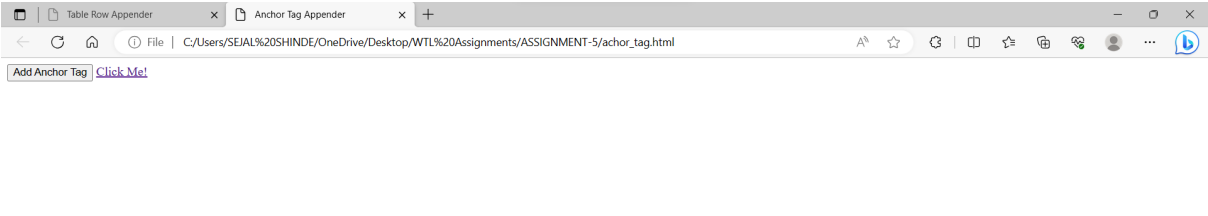 Table Row Appender Anchor Tag Appender
File C:/Users/SEJAL%20SHINDE/OneDrive/Desktop/WTL%20Assignments/ASSIGNMENT-5/achor_tag.html
Add Anchor Tag Click Me!